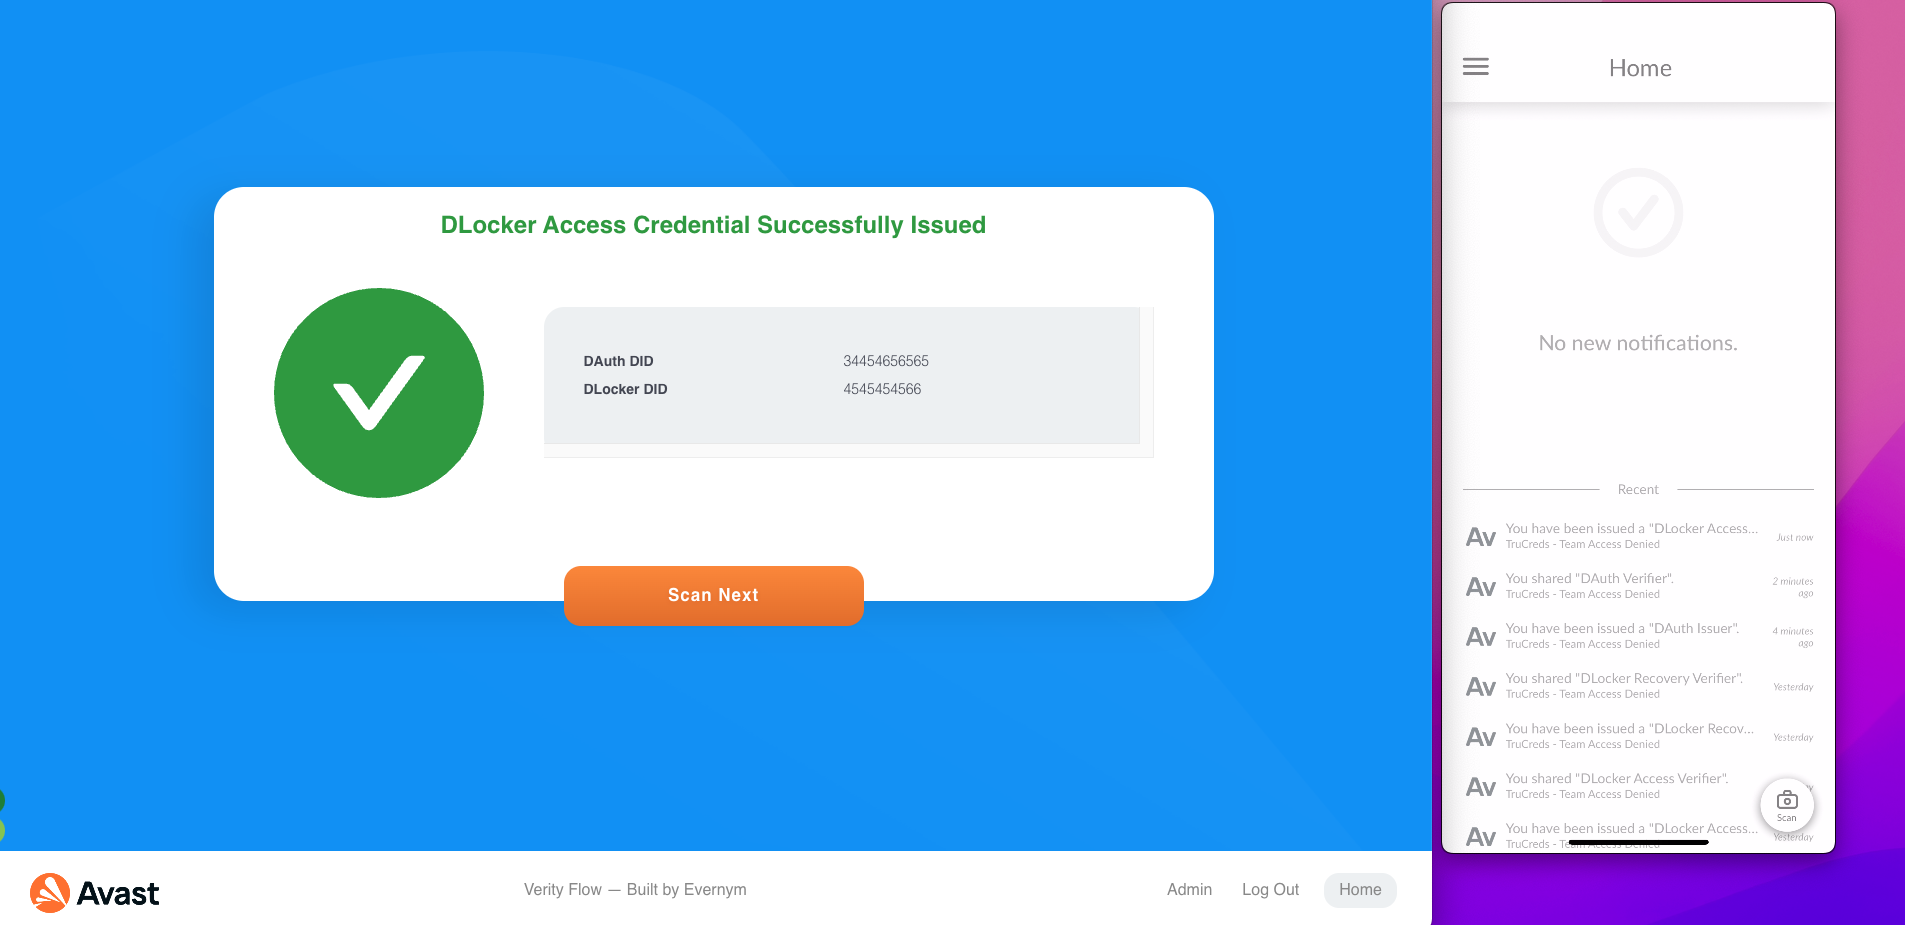 DLocker Access Credential Successfully Issued
DAuth DID 34454656565
DLocker DID 4545454566
Scan Next
Avast
Verity Flow — Built by Evernym
Admin Log Out Home
Home
No new notifications.
Recent
Av You have been issued a "DLocker Access... Just now
TruCreds - Team Access Denied
Av You shared "DAuth Verifier". 2 minutes ago
TruCreds - Team Access Denied
Av You have been issued a "DAuth Issuer". 4 minutes ago
TruCreds - Team Access Denied
Av You shared "DLocker Recovery Verifier". Yesterday
TruCreds - Team Access Denied
Av You have been issued a "DLocker Recov... Yesterday
TruCreds - Team Access Denied
Av You shared "DLocker Access Verifier".
TruCreds - Team Access Denied
Scan
Av You have been issued a "DLocker Access... Yesterday
TruCreds - Team Access Denied